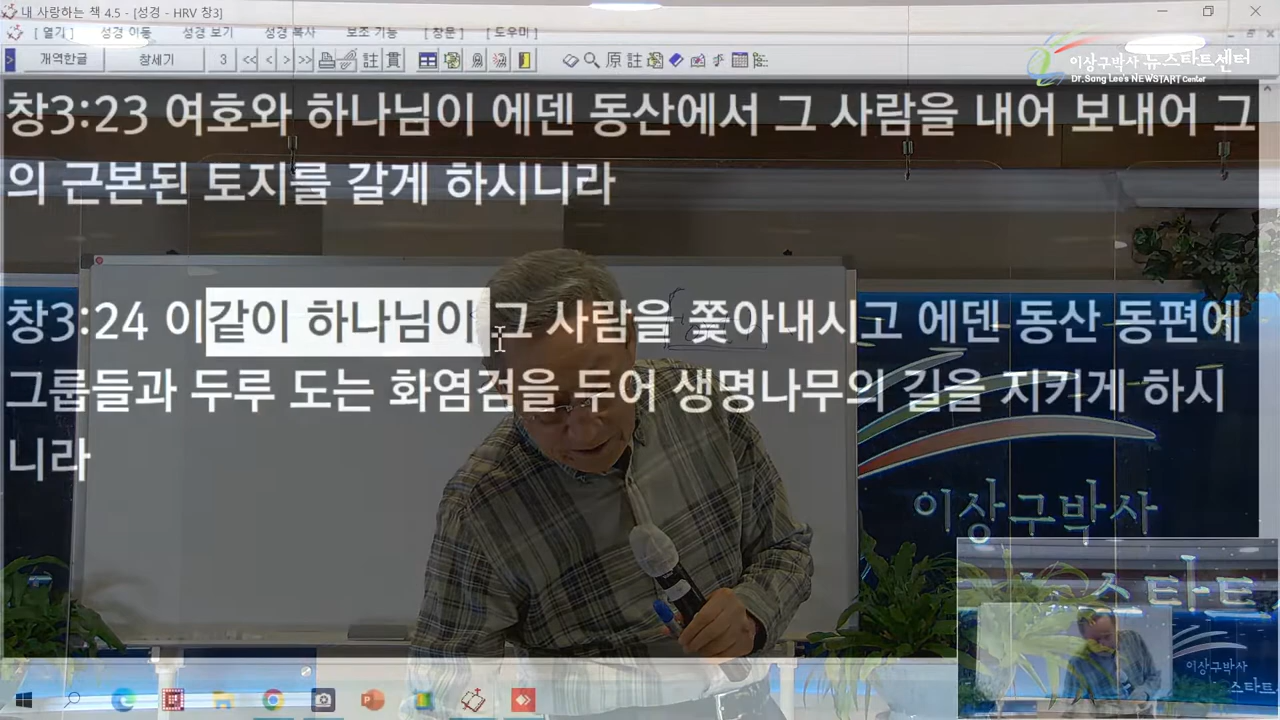 내 사랑하는 책 4.5 - [성경 - HRV 창3]
[ 열기 ] 성경 이동 성경 보기 성경 복사 보조 기능 [ 창문 ] [ 도우미 ]
개역한글 창세기 3 << < > >> 註 貫 原 註
이상구박사 뉴스타트센터
Dr. Sang Lee's NEWSTART Center
창3:23 여호와 하나님이 에덴 동산에서 그 사람을 내어 보내어 그
의 근본된 토지를 갈게 하시니라
창3:24 이같이 하나님이 그 사람을 쫓아내시고 에덴 동산 동편에
그룹들과 두루 도는 화염검을 두어 생명나무의 길을 지키게 하시
니라
이상구박사
스타트
이상구박사
스타트